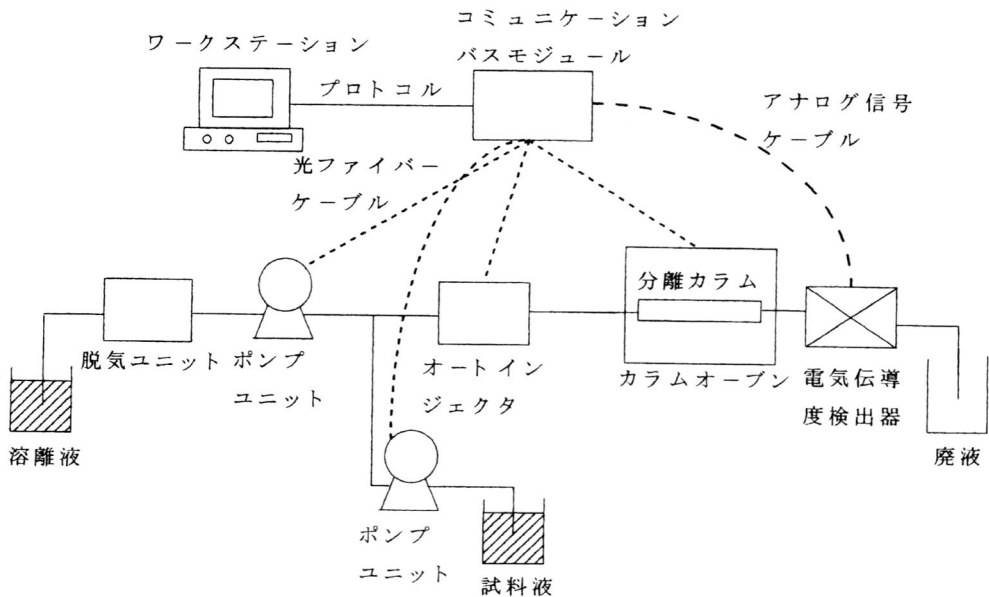 ワークステーション
コミュニケーション
バスモジュール
プロトコル
アナログ信号
ケーブル
光ファイバー
ケーブル
分離カラム
脱気ユニット
ポンプ
ユニット
オートイン
ジェクタ
カラムオーブン
電気伝導
度検出器
溶離液
廃液
ポンプ
ユニット
試料液